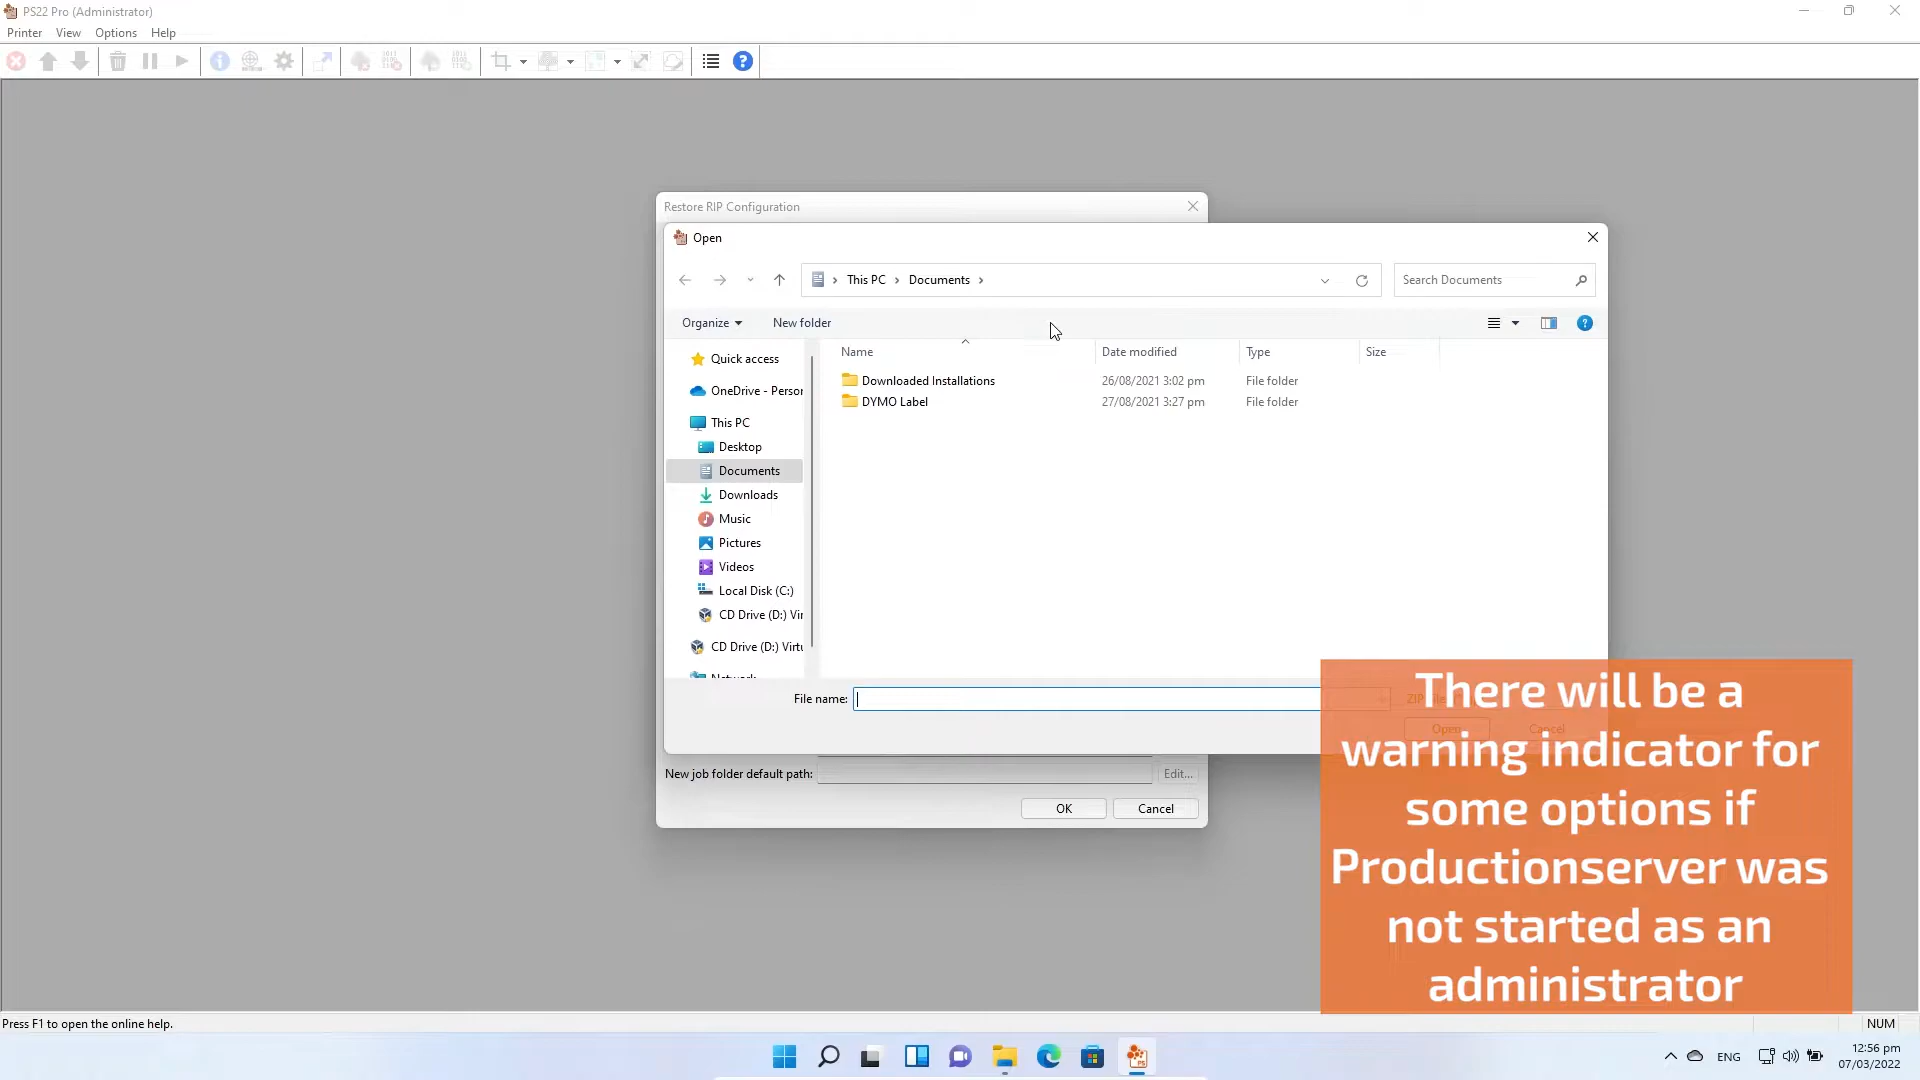 PS22 Pro (Administrator)
Printer View Options Help
Restore RIP Configuration
Open
This PC Documents
Search Documents
Organize New folder
Name Date modified Type Size
Quick access
OneDrive - Person
This PC
Desktop
Documents
Downloads
Music
Pictures
Videos
Local Disk (C:)
CD Drive (D:) Vir
CD Drive (D:) Virtu
Network
Downloaded Installations 26/08/2021 3:02 pm File folder
DYMO Label 27/08/2021 3:27 pm File folder
File name:
Open Cancel
New job folder default path: Edit...
OK Cancel
There will be a
warning indicator for
some options if
Productionserver was
not started as an
administrator
Press F1 to open the online help.
NUM
ENG
12:56 pm
07/03/2022